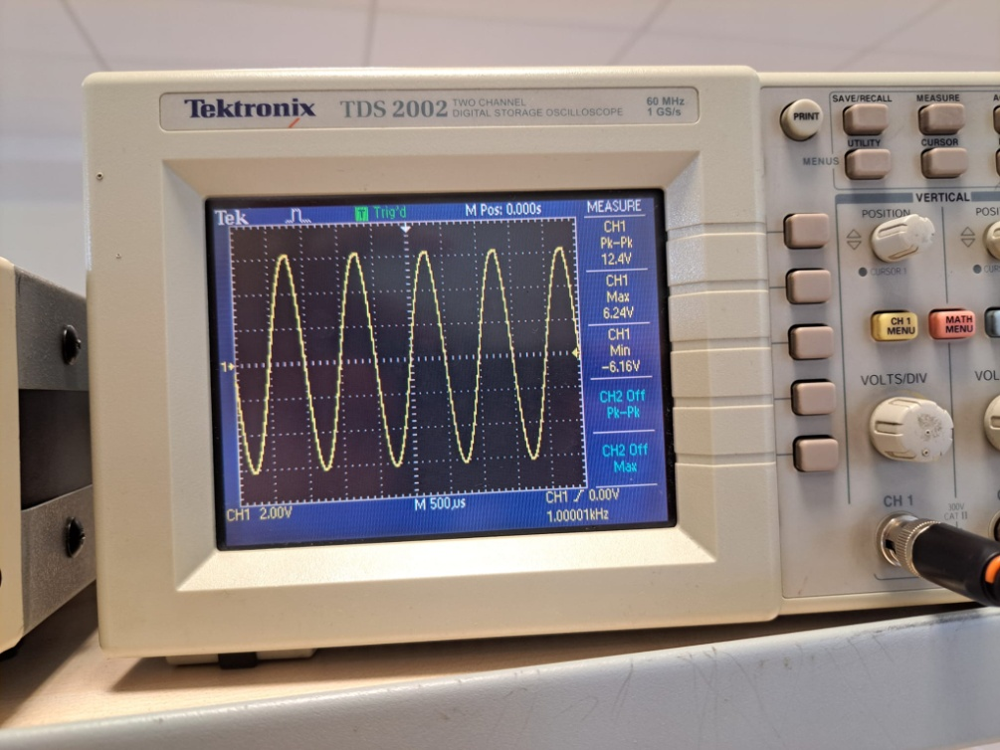 Tektronix TDS 2002 TWO CHANNEL
DIGITAL STORAGE OSCILLOSCOPE
60 MHz
1 GS/s
Tek
T Trig'd
M Pos: 0.000s
MEASURE
CH1
Pk-Pk
12.4V
CH1
Max
6.24V
CH1
Min
-6.16V
CH2 Off
Pk-Pk
CH2 Off
Max
1
CH1 2.00V
M 500µs
CH1 0.00V
1.00001kHz
PRINT
SAVE/RECALL
MEASURE
MENUS
UTILITY
CURSOR
VERTICAL
POSITION
CURSOR 1
CH 1
MENU
MATH
MENU
VOLTS/DIV
CH 1
300V
CAT II